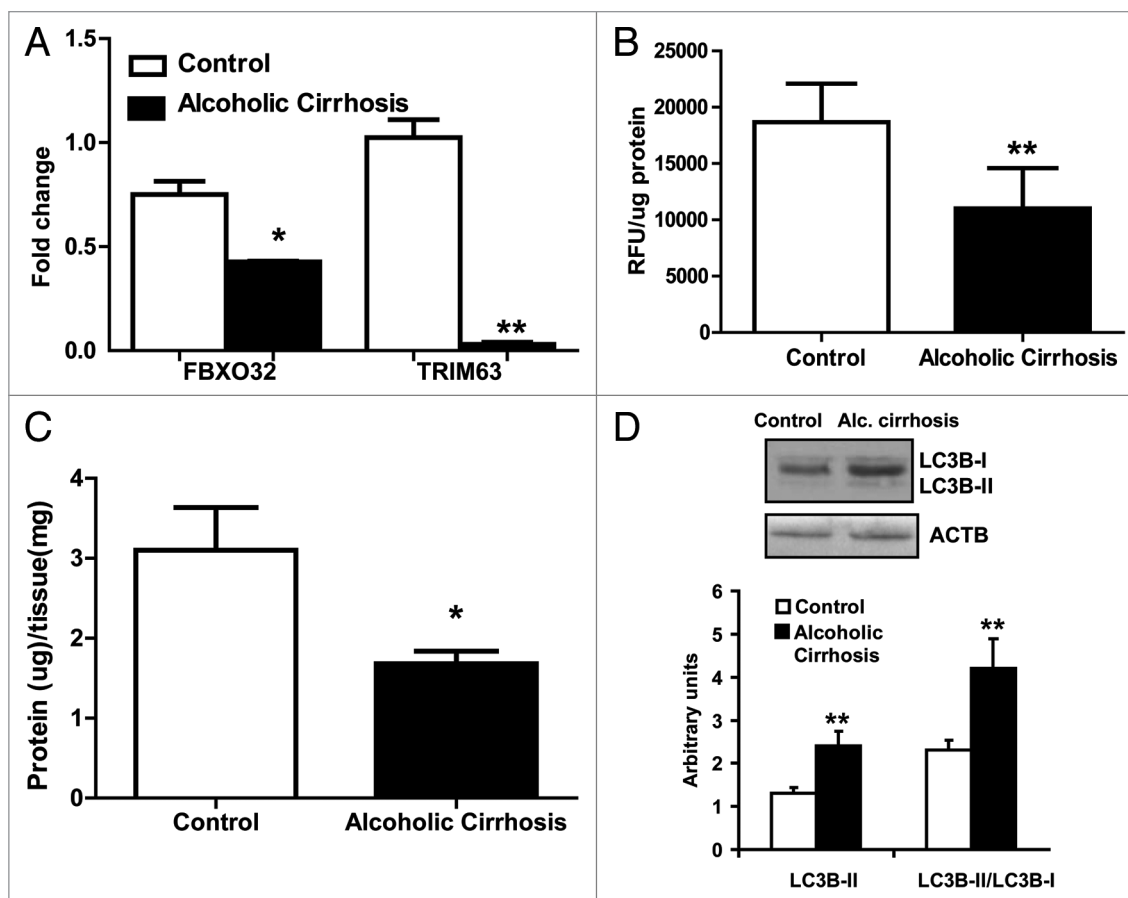 A
1.5
1.0
0.5
0.0
Fold change
Control
Alcoholic Cirrhosis
*
**
FBXO32 TRIM63
B
25000
20000
15000
10000
5000
0
RFU/ug protein
**
Control Alcoholic Cirrhosis
C
4
3
2
1
0
Protein (ug)/tissue(mg)
*
Control Alcoholic Cirrhosis
D
Control Alc. cirrhosis
LC3B-I
LC3B-II
ACTB
6
5
4
3
2
1
0
Arbitrary units
Control
Alcoholic
Cirrhosis
**
**
LC3B-II LC3B-II/LC3B-I